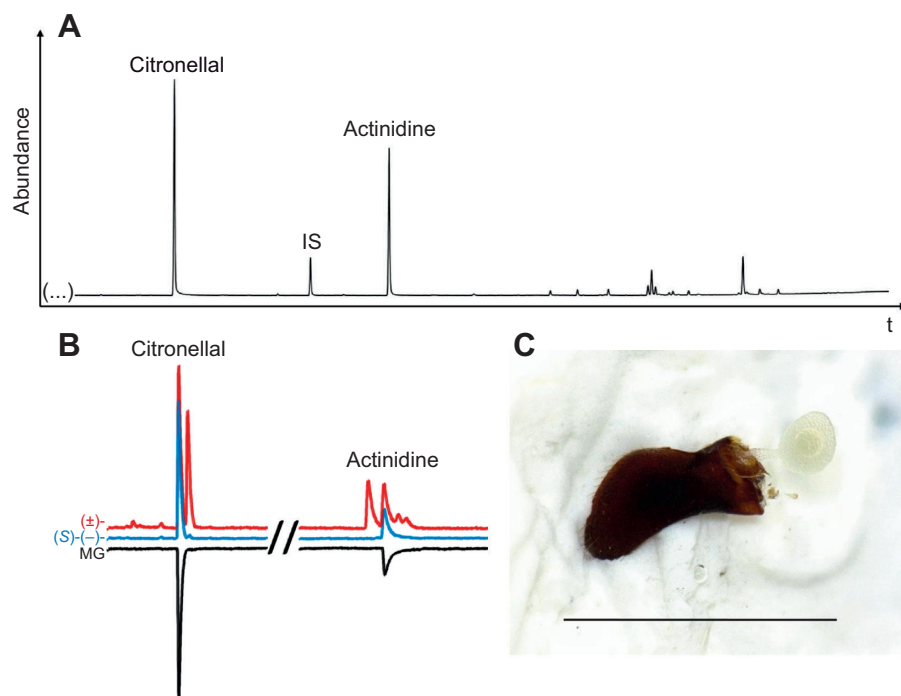 A
Citronellal
Actinidine
Abundance
IS
(...)
t
B
Citronellal
Actinidine
(±)-
(S)-(–)-
MG
C